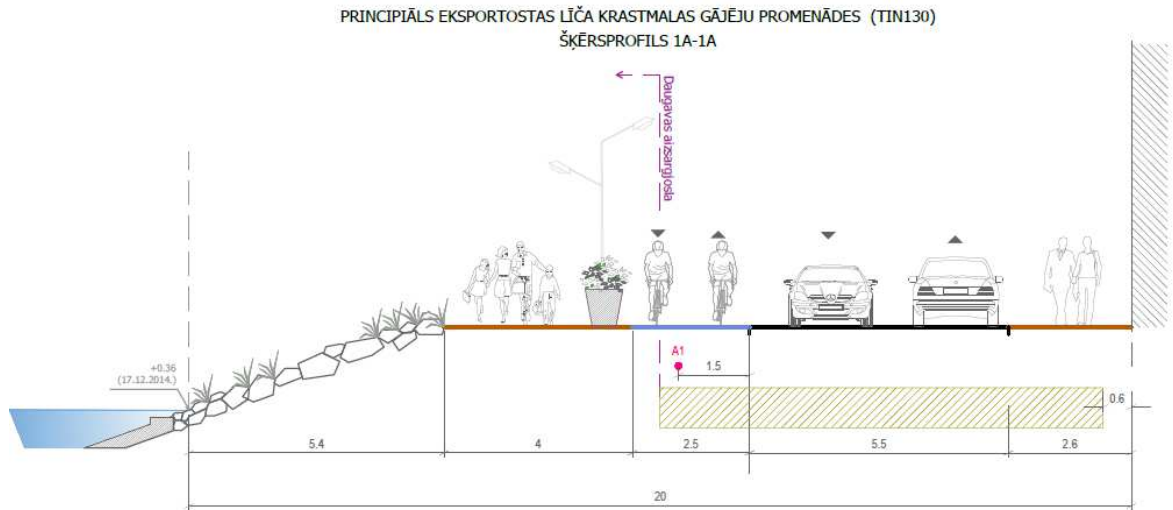 PRINCIPIĀLS EKSPORTOSTAS LĪČA KRASTMALAS GĀJĒJU PROMENĀDES (TIN130)
ŠĶĒRSPROFILS 1A-1A
Daugavas aizsargjosla
A1
1.5
+0.36
(17.12.2014.)
0.6
5.4
4
2.5
5.5
2.6
20